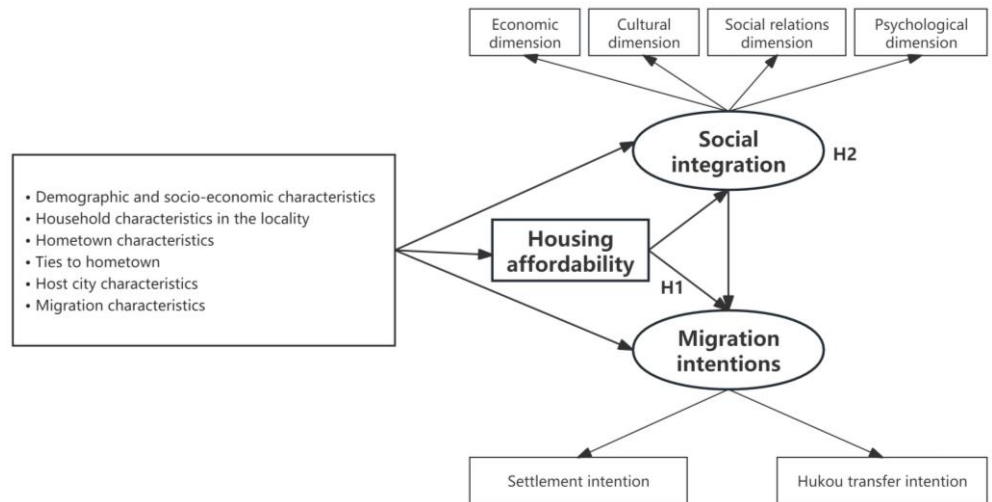 Economic
dimension
Cultural
dimension
Social relations
dimension
Psychological
dimension
Social
integration
H2
• Demographic and socio-economic characteristics
• Household characteristics in the locality
• Hometown characteristics
• Ties to hometown
• Host city characteristics
• Migration characteristics
Housing
affordability
H1
Migration
intentions
Settlement intention
Hukou transfer intention